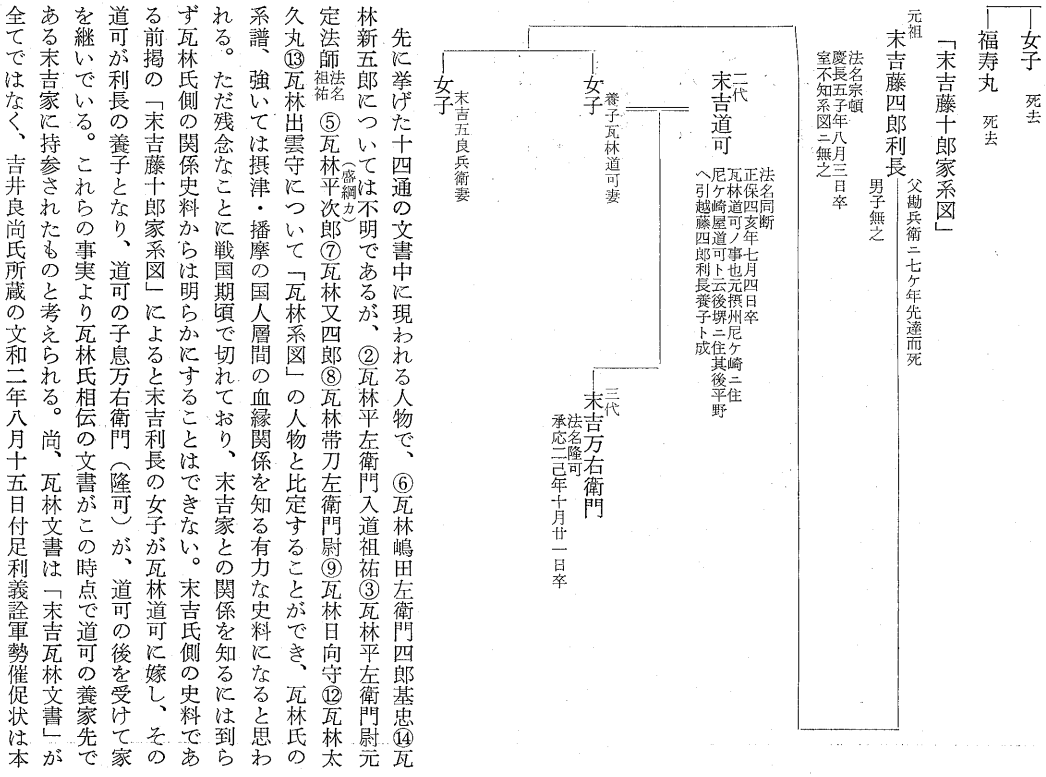 女子　死去
福寿丸　死去
「末吉藤十郎家系図」
元祖
末吉藤四郎利長
父勘兵衛ニ七ケ年先達而死
男子無之
法名宗頓
慶長五子年八月三日卒
室不知系図ニ無之
二代
末吉道可
法名同断
正保四亥年七月四日卒
瓦林道可ノ事也元摂州尼ケ崎ニ住
尼ケ崎屋道可ト云後堺ニ住其後平野
ヘ引越藤四郎利長養子ト成
女子
養子瓦林道可妻
女子
末吉五良兵衛妻
三代
末吉万右衛門
法名隆可
承応二己年十月廿一日卒
先に挙げた十四通の文書中に現われる人物で、⑥瓦林嶋田左衛門四郎基忠⑭瓦
林新五郎については不明であるが、②瓦林平左衛門入道祖祐③瓦林平左衛門尉元
定法師法名祖祐⑤瓦林平次郎(盛綱カ)⑦瓦林又四郎⑧瓦林帯刀左衛門尉⑨瓦林日向守⑫瓦林太
久丸⑬瓦林出雲守について「瓦林系図」の人物と比定することができ、瓦林氏の
系譜、強いては摂津・播磨の国人層間の血縁関係を知る有力な史料になると思わ
れる。ただ残念なことに戦国期頃で切れており、末吉家との関係を知るには到ら
ず瓦林氏側の関係史料からは明らかにすることはできない。末吉氏側の史料であ
る前掲の「末吉藤十郎家系図」によると末吉利長の女子が瓦林道可に嫁し、その
道可が利長の養子となり、道可の子息万右衛門（隆可）が、道可の後を受けて家
を継いでいる。これらの事実より瓦林氏相伝の文書がこの時点で道可の養家先で
ある末吉家に持参されたものと考えられる。尚、瓦林文書は「末吉瓦林文書」が
全てではなく、吉井良尚氏所蔵の文和二年八月十五日付足利義詮軍勢催促状は本